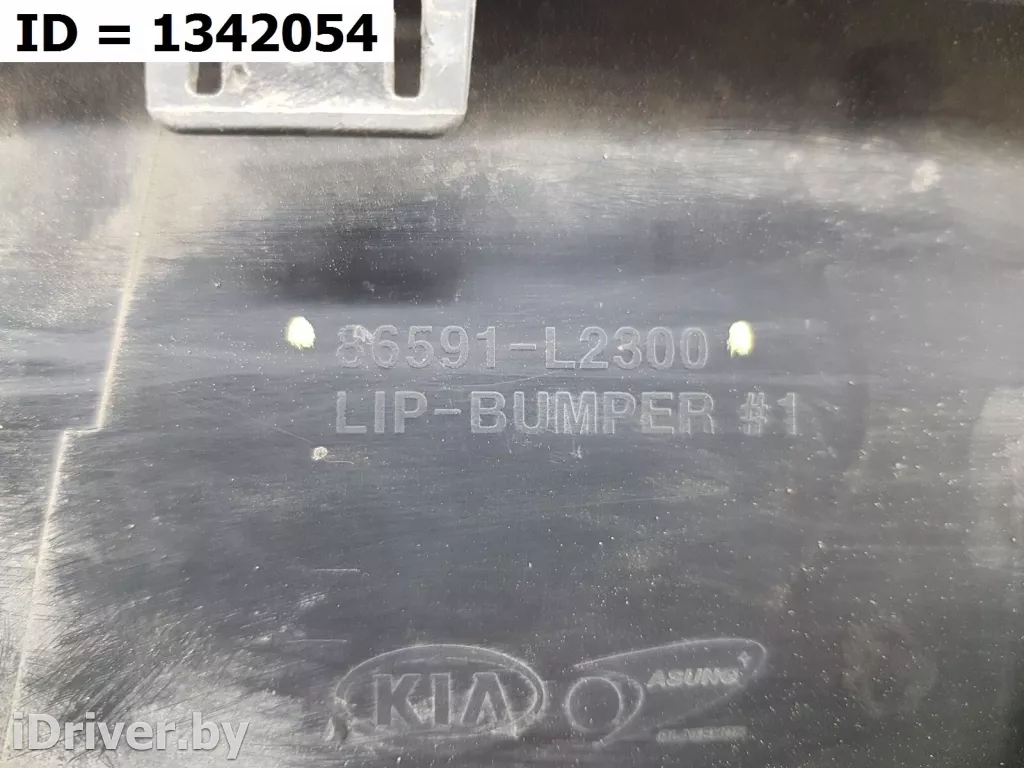 ID = 1342054
86591-L2300
LIP-BUMPER #1
KIA
ASUNG
iDriver.by